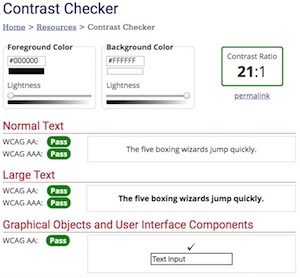 Contrast Checker
Home > Resources > Contrast Checker
Foreground Color
#000000
Lightness
Background Color
#FFFFFF
Lightness
Contrast Ratio
21:1
permalink
Normal Text
WCAG AA: Pass
WCAG AAA: Pass
The five boxing wizards jump quickly.
Large Text
WCAG AA: Pass
WCAG AAA: Pass
The five boxing wizards jump quickly.
Graphical Objects and User Interface Components
WCAG AA: Pass
✓
Text Input